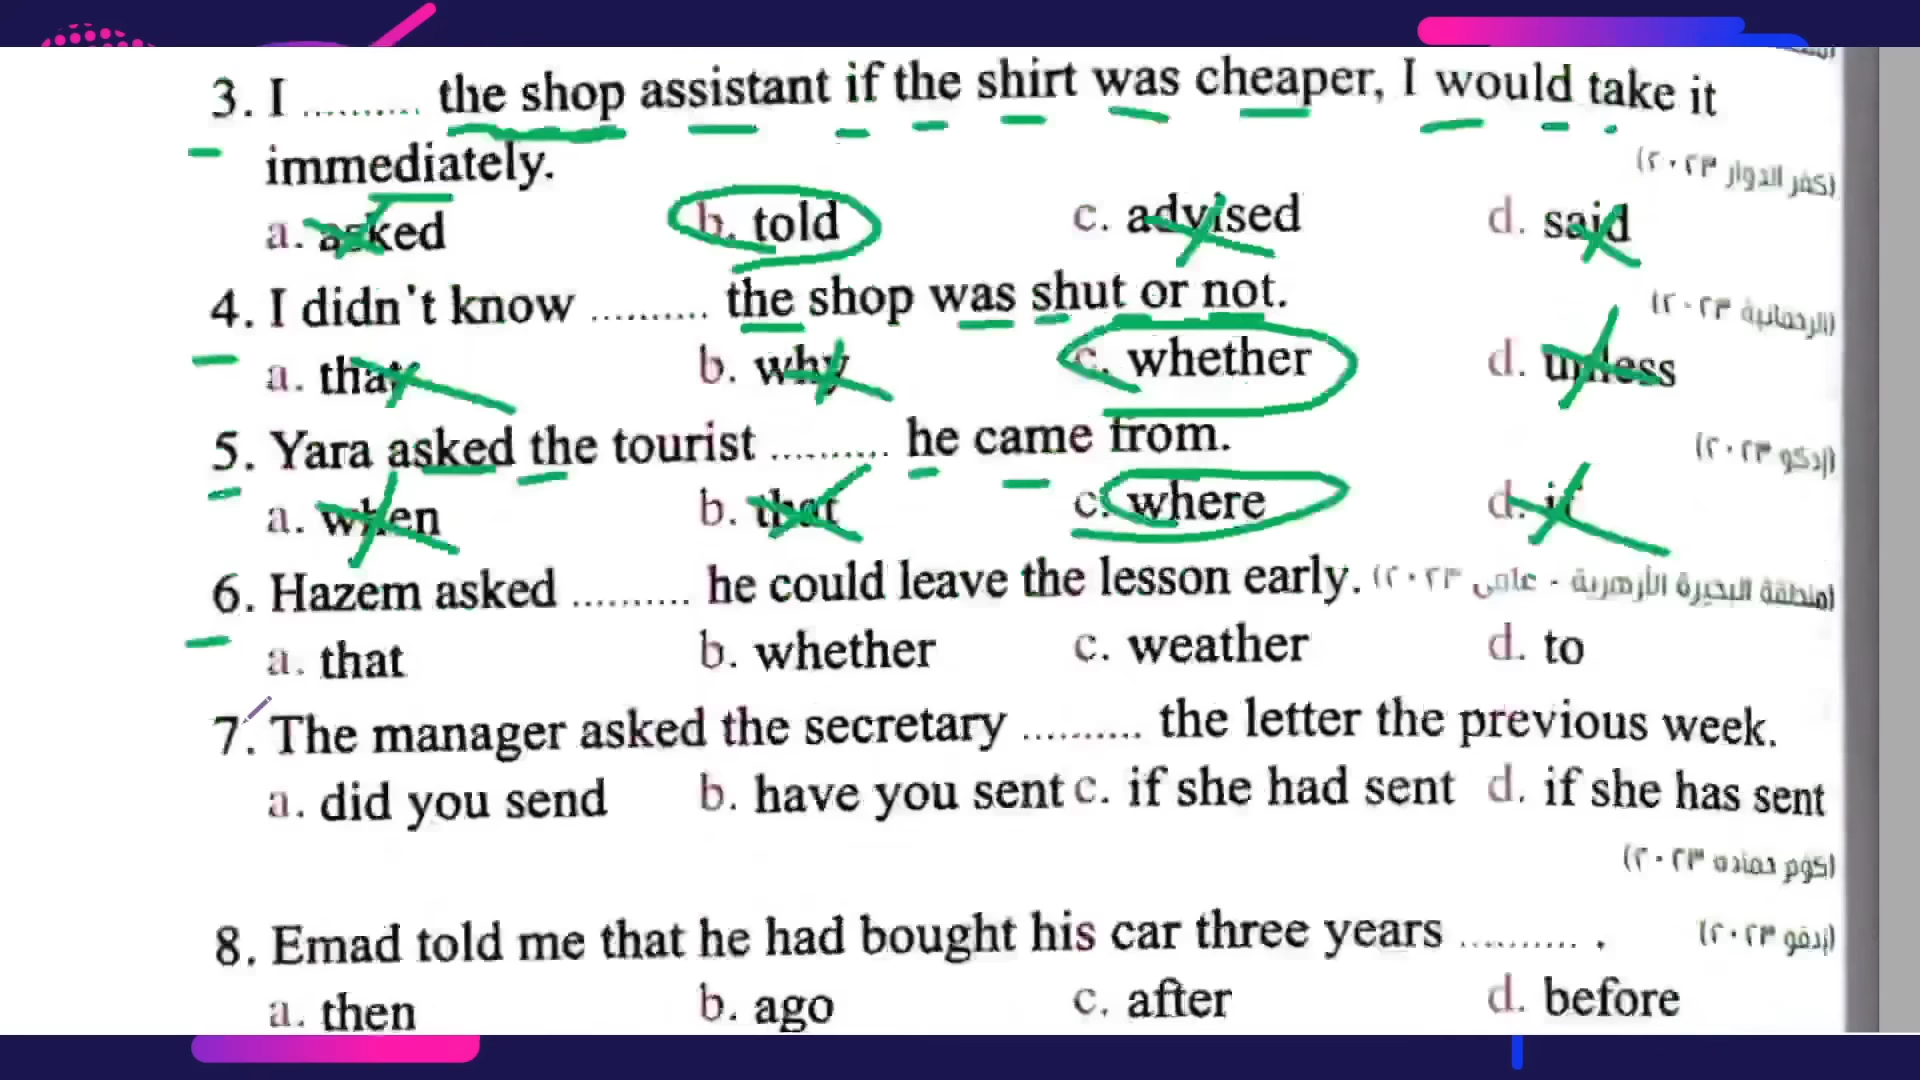 3. I .......... the shop assistant if the shirt was cheaper, I would take it
immediately. (كفر الدوار ٢٠٢٣)
a. asked b. told c. advised d. said
4. I didn't know .......... the shop was shut or not. (الرحمانية ٢٠٢٣)
a. that b. why c. whether d. unless
5. Yara asked the tourist .......... he came from. (إدكو ٢٠٢٣)
a. when b. that c. where d. if
6. Hazem asked .......... he could leave the lesson early. (منطقة البحيرة الأزهرية - علمى ٢٠٢٣)
a. that b. whether c. weather d. to
7. The manager asked the secretary .......... the letter the previous week.
a. did you send b. have you sent c. if she had sent d. if she has sent
(كوم حمادة ٢٠٢٣)
8. Emad told me that he had bought his car three years .......... . (إدفو ٢٠٢٣)
a. then b. ago c. after d. before